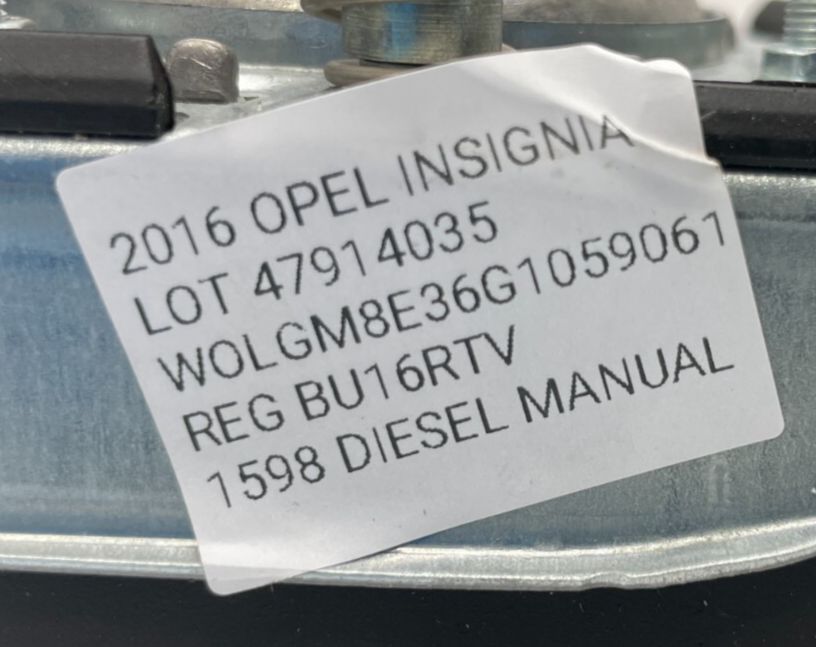 2016 OPEL INSIGNIA
LOT 47914035
WOLGM8E36G1059061
REG BU16RTV
1598 DIESEL MANUAL